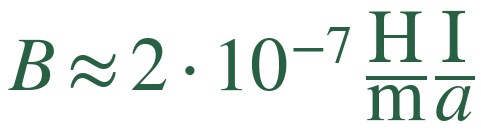 B ≈ 2 · 10⁻⁷ H/m I/a